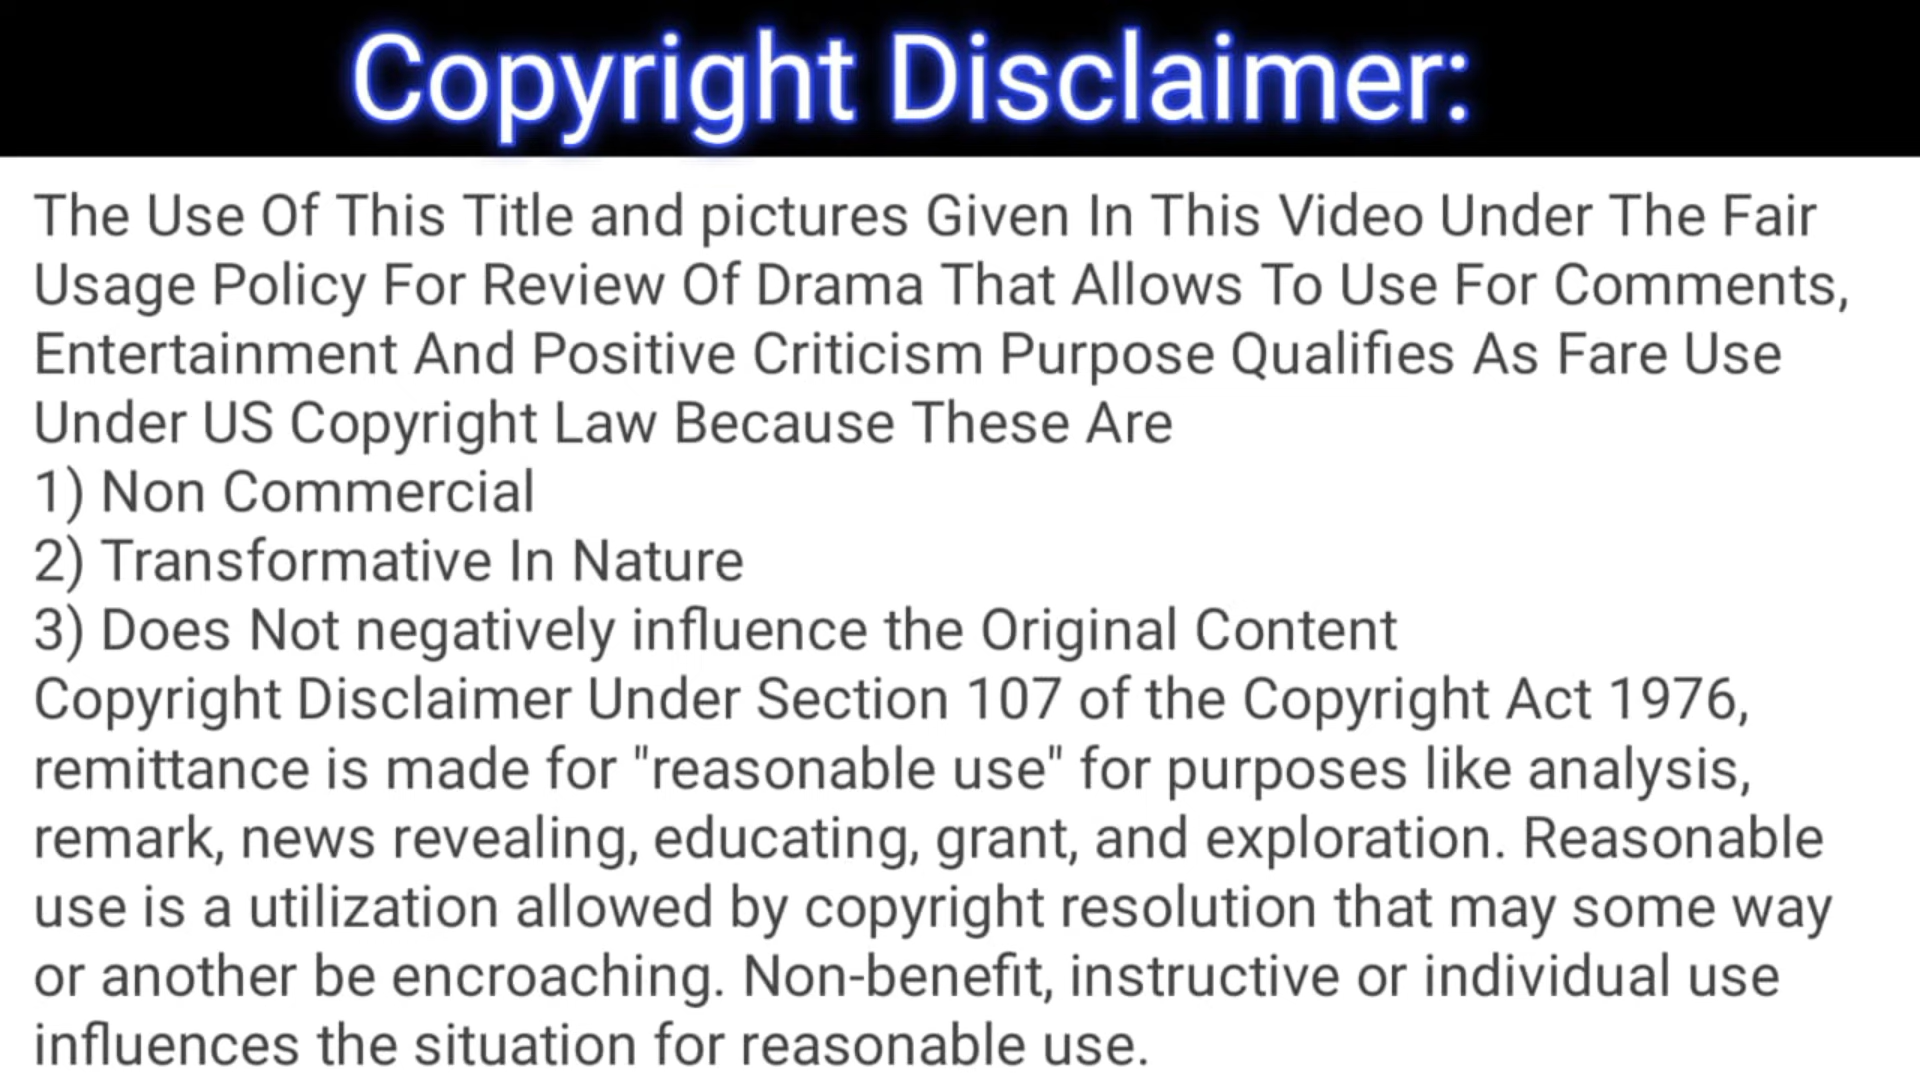 Copyright Disclaimer:
The Use Of This Title and pictures Given In This Video Under The Fair
Usage Policy For Review Of Drama That Allows To Use For Comments,
Entertainment And Positive Criticism Purpose Qualifies As Fare Use
Under US Copyright Law Because These Are
1) Non Commercial
2) Transformative In Nature
3) Does Not negatively influence the Original Content
Copyright Disclaimer Under Section 107 of the Copyright Act 1976,
remittance is made for "reasonable use" for purposes like analysis,
remark, news revealing, educating, grant, and exploration. Reasonable
use is a utilization allowed by copyright resolution that may some way
or another be encroaching. Non-benefit, instructive or individual use
influences the situation for reasonable use.